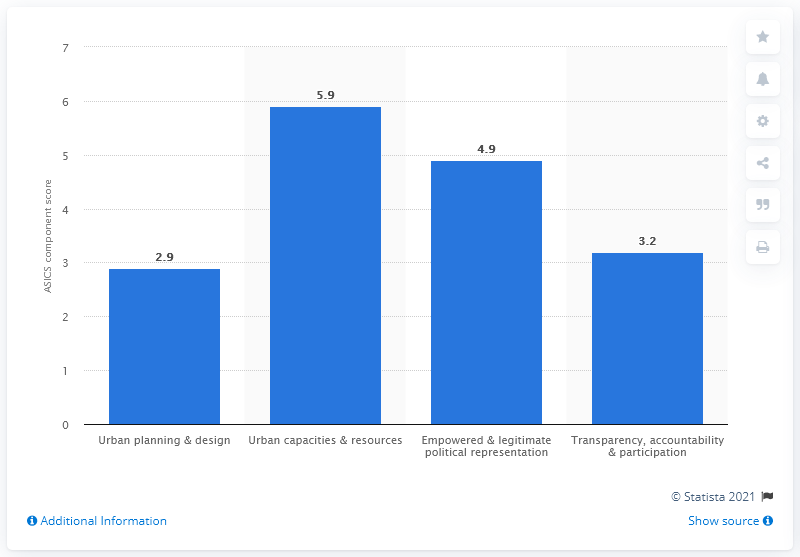 7
6
5
4
3
2
1
0
ASICS component score
2.9
5.9
4.9
3.2
Urban planning & design
Urban capacities & resources
Empowered & legitimate
political representation
Transparency, accountability
& participation
© Statista 2021
Additional Information
Show source